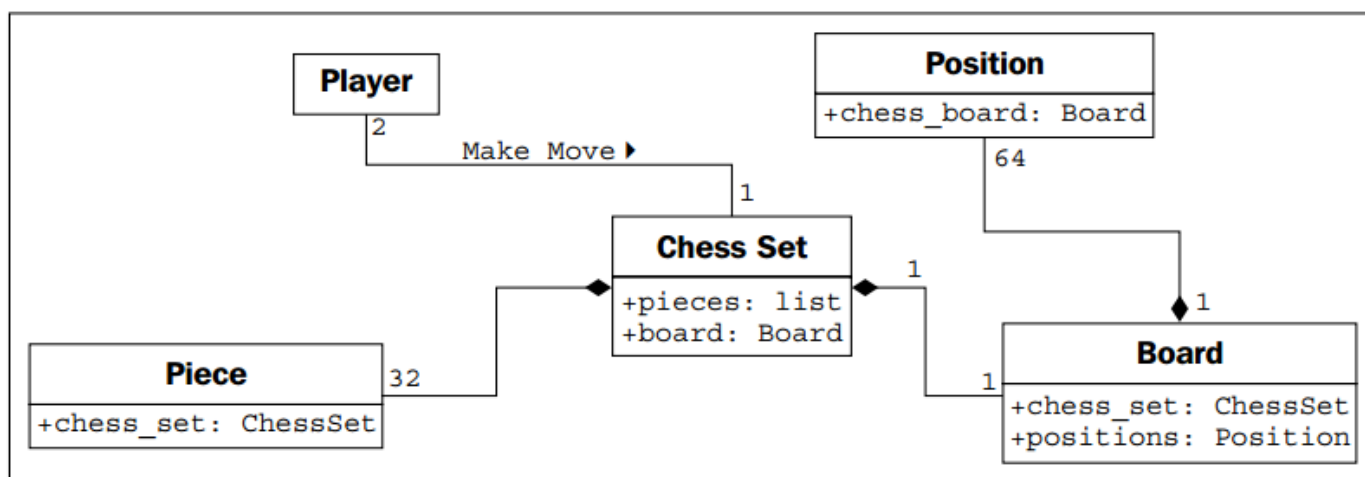 Player
2
Make Move
1
Position
+chess_board: Board
64
Chess Set
+pieces: list
+board: Board
1
1
Piece
+chess_set: ChessSet
32
1
Board
+chess_set: ChessSet
+positions: Position